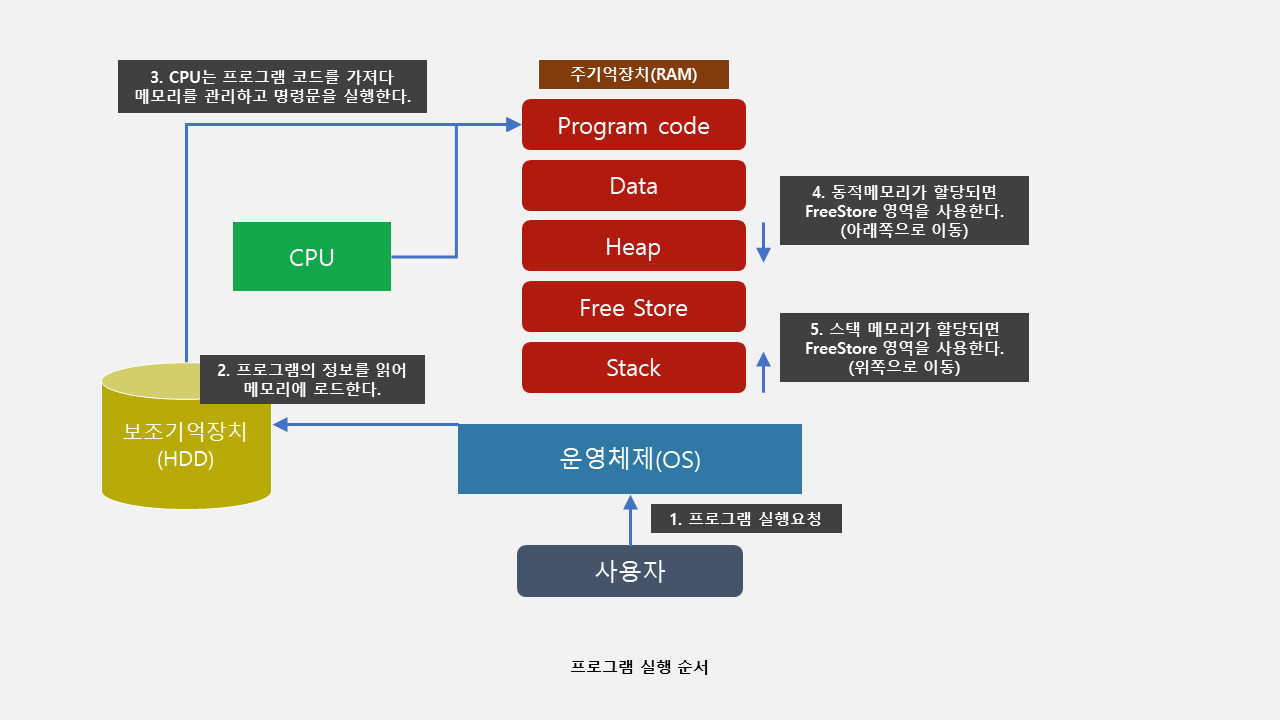 3. CPU는 프로그램 코드를 가져다
메모리를 관리하고 명령문을 실행한다.
주기억장치(RAM)
Program code
Data
Heap
Free Store
Stack
4. 동적메모리가 할당되면
FreeStore 영역을 사용한다.
(아래쪽으로 이동)
CPU
5. 스택 메모리가 할당되면
FreeStore 영역을 사용한다.
(위쪽으로 이동)
2. 프로그램의 정보를 읽어
메모리에 로드한다.
보조기억장치
(HDD)
운영체제(OS)
1. 프로그램 실행요청
사용자
프로그램 실행 순서